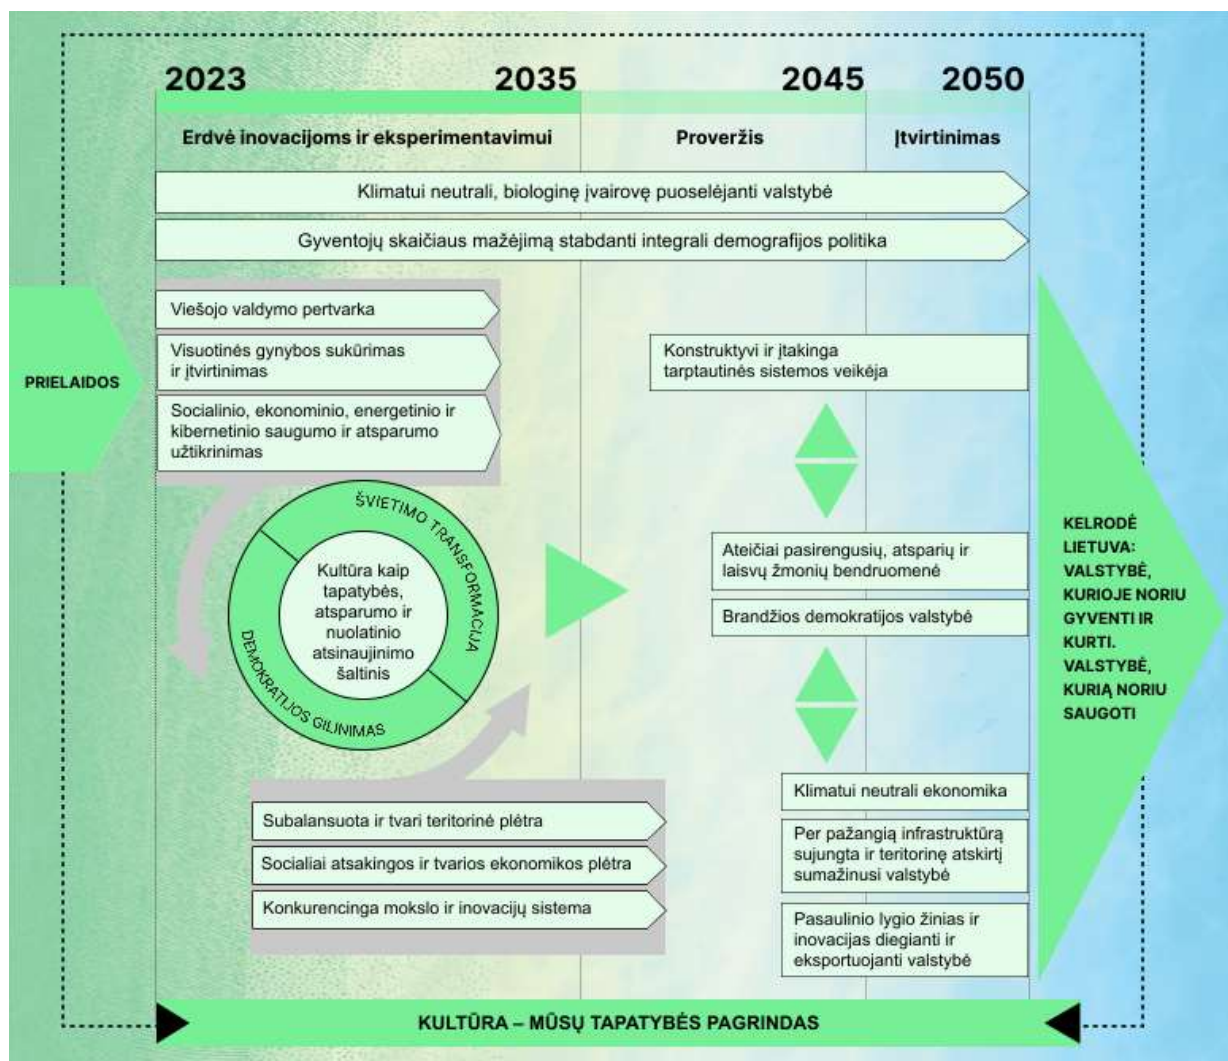 2023 2035 2045 2050
Erdvė inovacijoms ir eksperimentavimui Proveržis Įtvirtinimas
Klimatui neutrali, biologinę įvairovę puoselėjanti valstybė
Gyventojų skaičiaus mažėjimą stabdanti integrali demografijos politika
PRIELAIDOS
Viešojo valdymo pertvarka
Visuotinės gynybos sukūrimas
ir įtvirtinimas
Socialinio, ekonominio, energetinio ir
kibernetinio saugumo ir atsparumo
užtikrinimas
Konstruktyvi ir įtakinga
tarptautinės sistemos veikėja
ŠVIETIMO TRANSFORMACIJA
Kultūra kaip
tapatybės,
atsparumo ir
nuolatinio
atsinaujinimo
šaltinis
DEMOKRATIJOS GILINIMAS
Ateičiai pasirengusių, atsparių ir
laisvų žmonių bendruomenė
Brandžios demokratijos valstybė
Subalansuota ir tvari teritorinė plėtra
Socialiai atsakingos ir tvarios ekonomikos plėtra
Konkurencinga mokslo ir inovacijų sistema
Klimatui neutrali ekonomika
Per pažangią infrastruktūrą
sujungta ir teritorinę atskirtį
sumažinusi valstybė
Pasaulinio lygio žinias ir
inovacijas diegianti ir
eksportuojanti valstybė
KELRODĖ
LIETUVA:
VALSTYBĖ,
KURIOJE NORIU
GYVENTI IR
KURTI.
VALSTYBĖ,
KURIĄ NORIU
SAUGOTI
KULTŪRA – MŪSŲ TAPATYBĖS PAGRINDAS